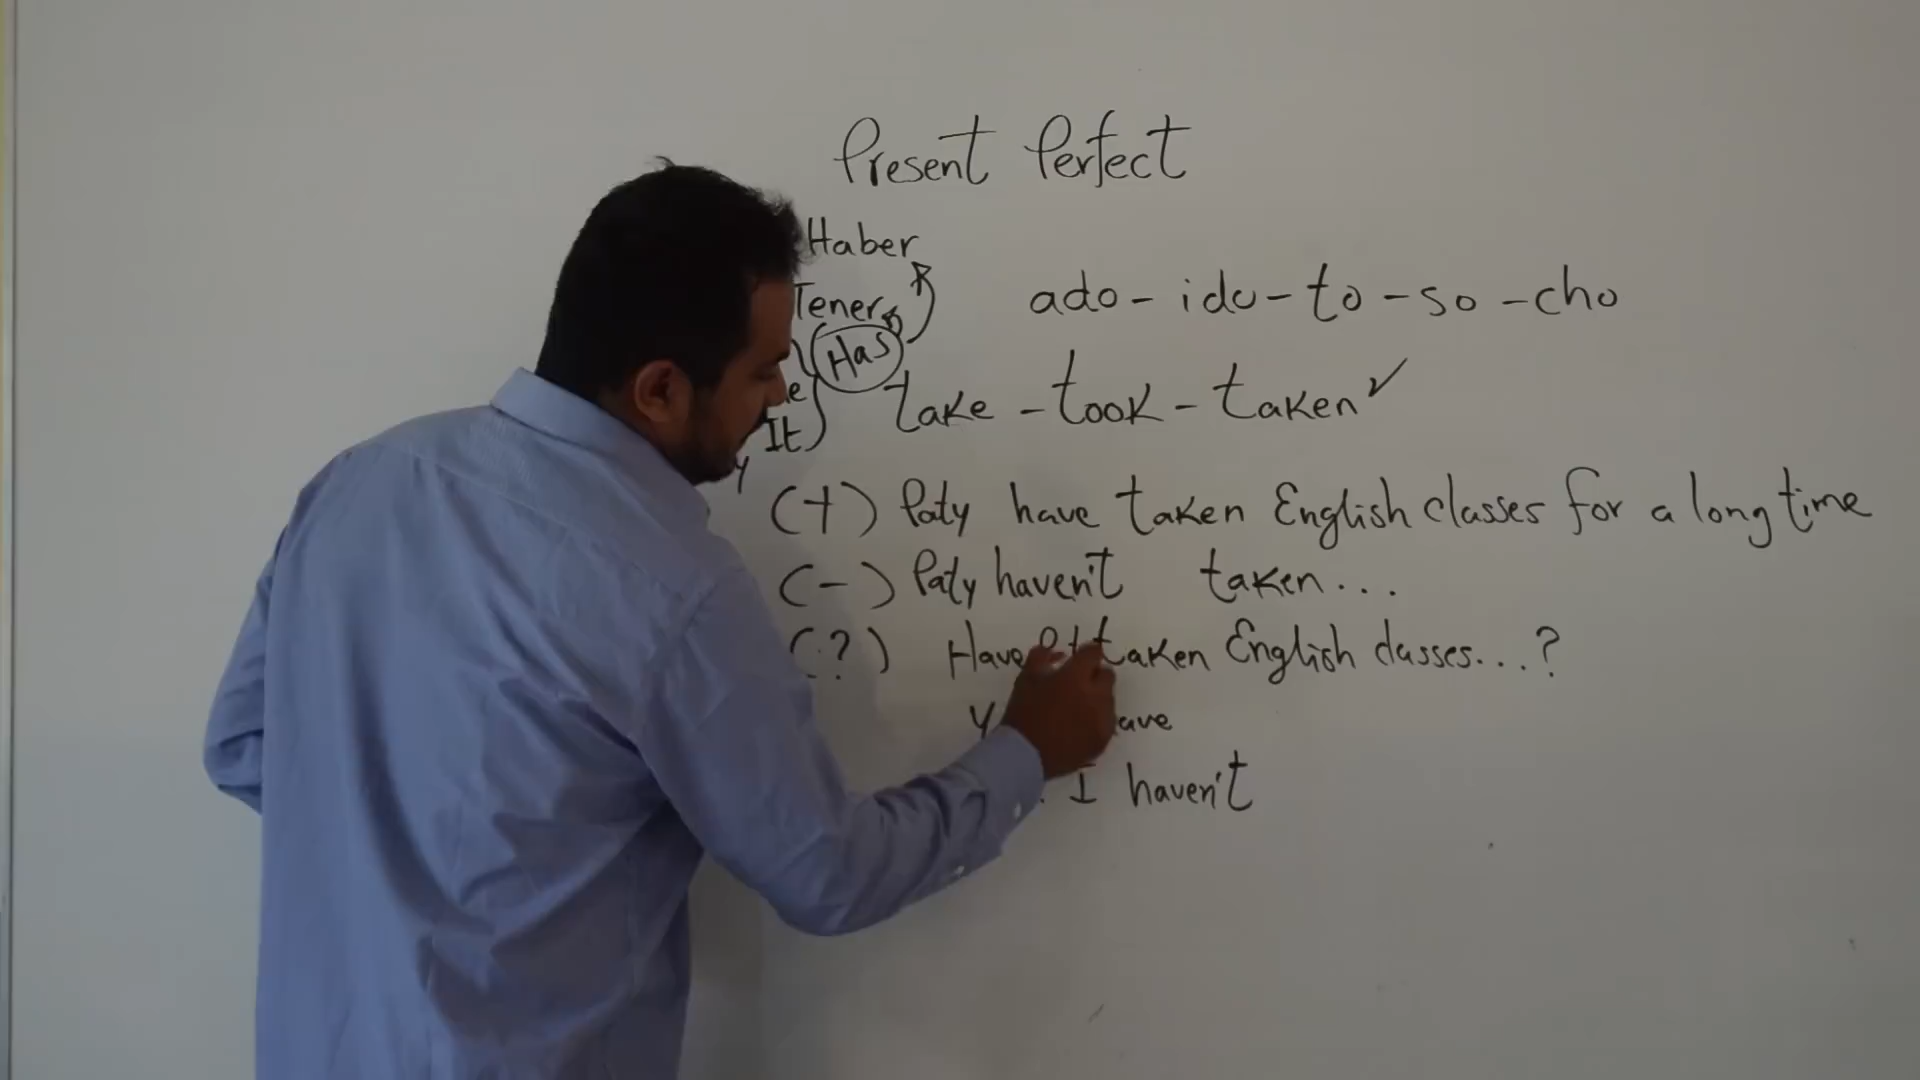 Present Perfect
Haber
Tener
ado - ido - to - so - cho
Has
take - took - taken ✓
It
(+) Paty have taken English classes for a long time
(-) Paty haven't taken...
(?) Have taken English classes...?
I haven't